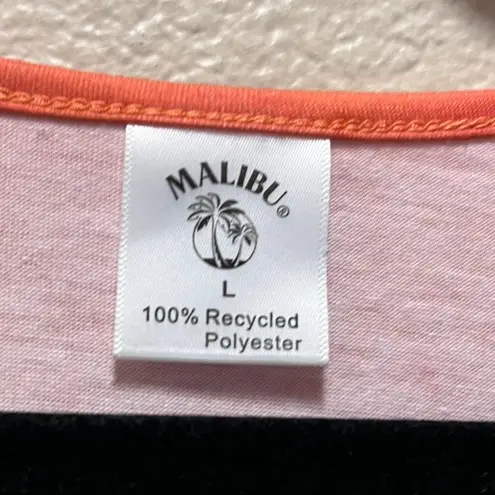 MALIBU®
L
100% Recycled
Polyester